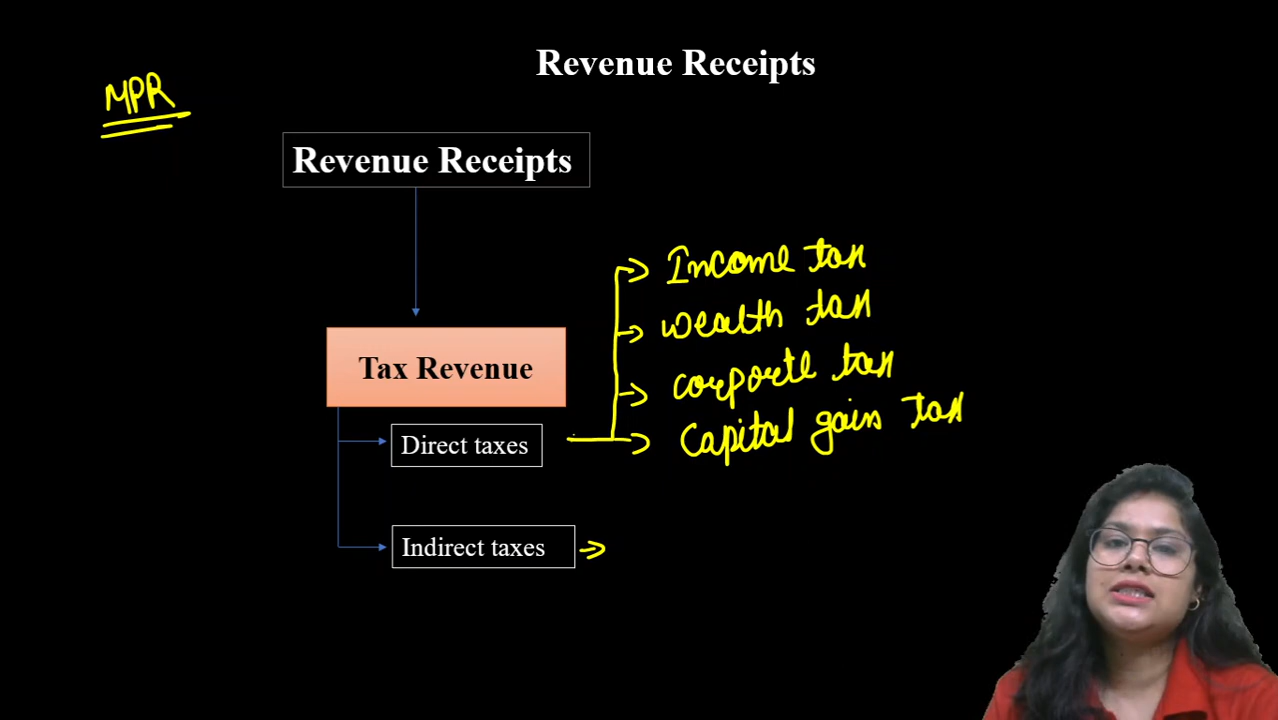 Revenue Receipts
MPR
Revenue Receipts
Income tax
wealth tax
Tax Revenue
corporte tax
Direct taxes
capital gain tax
Indirect taxes